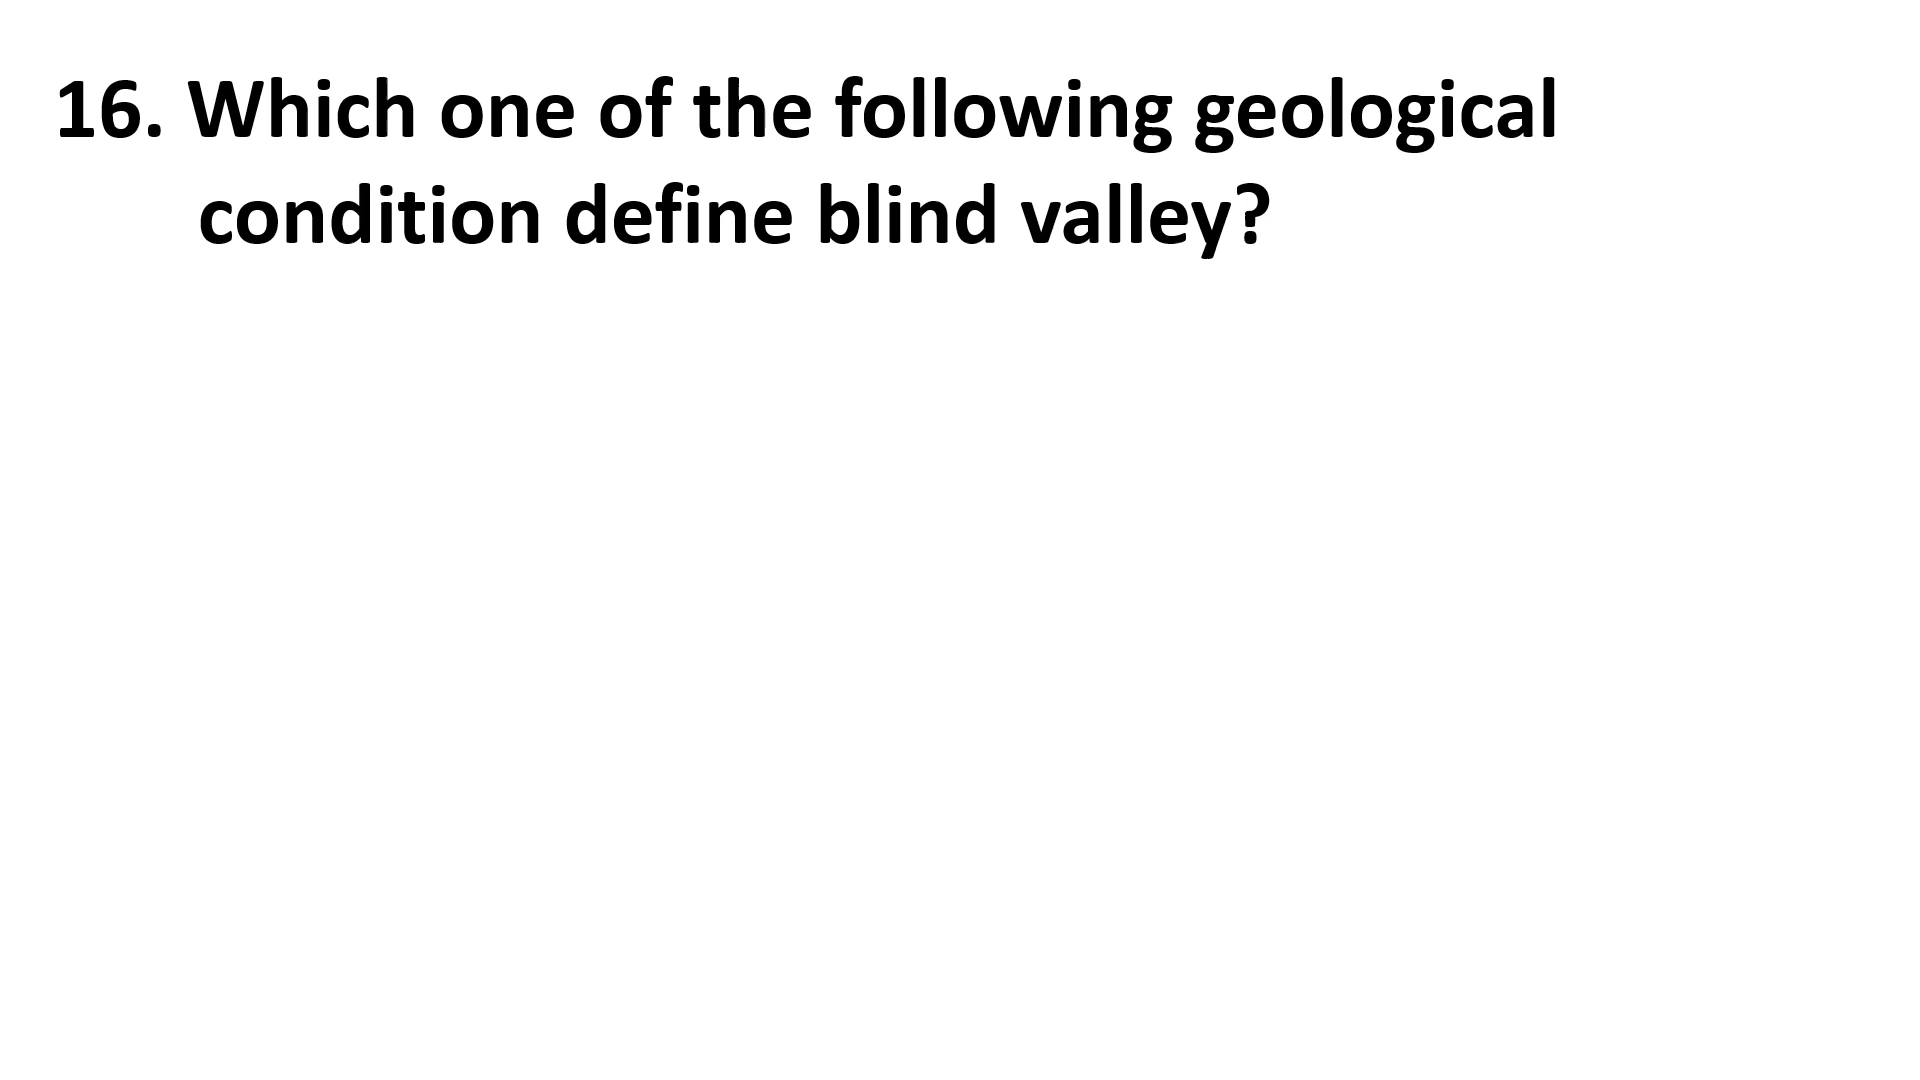 16. Which one of the following geological
condition define blind valley?